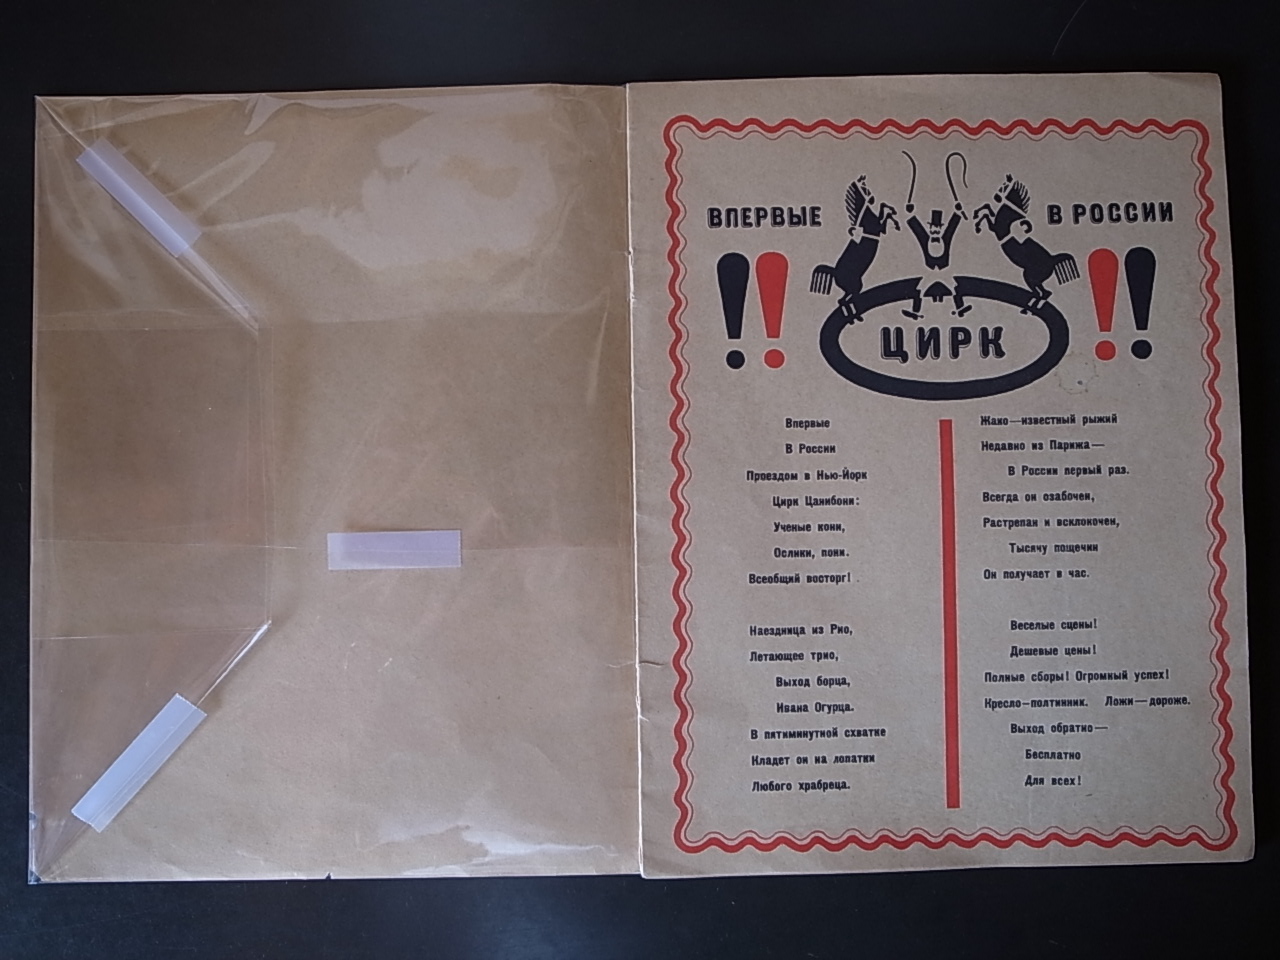 ВПЕРВЫЕ
В РОССИИ
!! !!
ЦИРК
Впервые
В России
Проездом в Нью-Йорк
Цирк Цанибони:
Ученые кони,
Ослики, пони.
Всеобщий восторг!
Наездница из Рио,
Летающее трио,
Выход борца,
Ивана Огурца.
В пятиминутной схватке
Кладет он на лопатки
Любого храбреца.
Жако—известный рыжий
Недавно из Парижа—
В России первый раз.
Всегда он озабочен,
Растрепан и всклокочен,
Тысячу пощечин
Он получает в час.
Веселые сцены!
Дешевые цены!
Полные сборы! Огромный успех!
Кресло—полтинник. Ложи—дороже.
Выход обратно—
Бесплатно
Для всех!